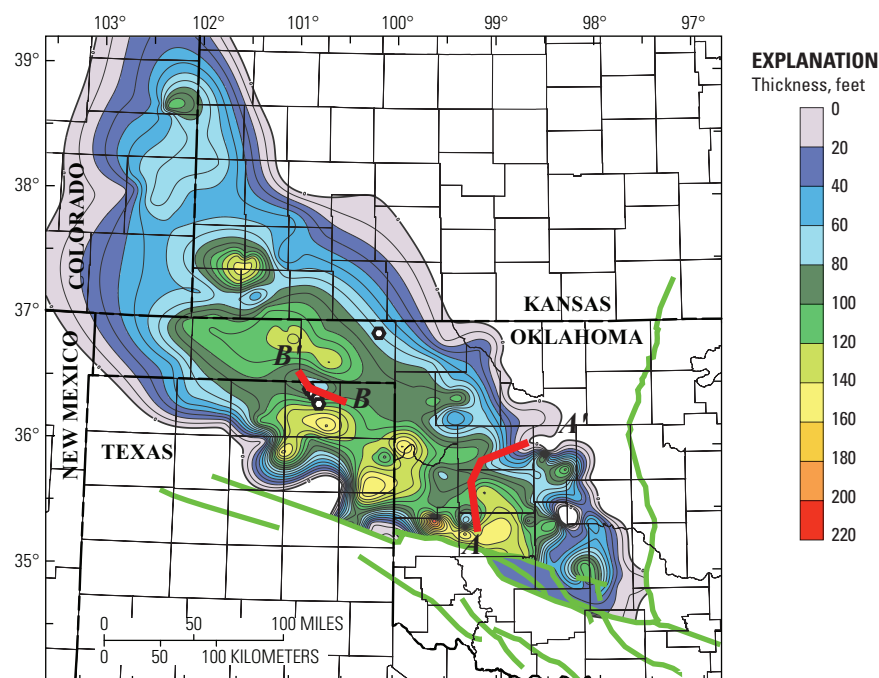 103° 102° 101° 100° 99° 98° 97°
39°
38°
37°
36°
35°
COLORADO
KANSAS
OKLAHOMA
NEW MEXICO
TEXAS
B'
B
A'
A
0 50 100 MILES
0 50 100 KILOMETERS
EXPLANATION
Thickness, feet
0
20
40
60
80
100
120
140
160
180
200
220